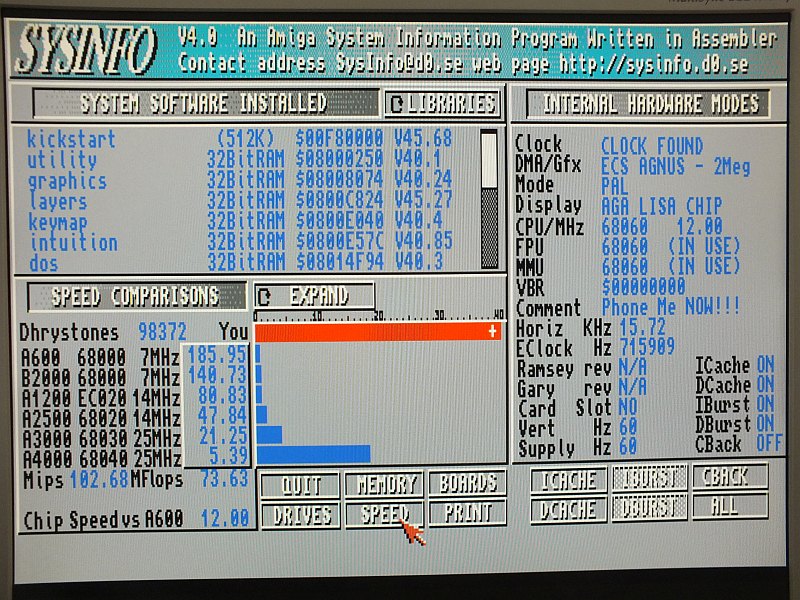 SYSINFO
V4.0 An Amiga System Information Program Written in Assembler
Contact address SysInfo@d0.se web page http://sysinfo.d0.se
SYSTEM SOFTWARE INSTALLED
LIBRARIES
kickstart (512K) $00F80000 V45.68
utility 32BitRAM $08000250 V40.1
graphics 32BitRAM $08008074 V40.24
layers 32BitRAM $0800C824 V45.27
keymap 32BitRAM $0800E040 V40.4
intuition 32BitRAM $0800E57C V40.85
dos 32BitRAM $08014F94 V40.3
INTERNAL HARDWARE MODES
Clock CLOCK FOUND
DMA/Gfx ECS AGNUS - 2Meg
Mode PAL
Display AGA LISA CHIP
CPU/MHz 68060 12.00
FPU 68060 (IN USE)
MMU 68060 (IN USE)
VBR $00000000
Comment Phone Me NOW!!!
Horiz KHz 15.72
EClock Hz 715909
Ramsey rev N/A ICache ON
Gary rev N/A DCache ON
Card Slot NO IBurst ON
Vert Hz 60 DBurst ON
Supply Hz 60 CBack OFF
SPEED COMPARISONS
EXPAND
0 10 20 30 40
Dhrystones 98372 You
A600 68000 7MHz 185.95
B2000 68000 7MHz 140.73
A1200 EC020 14MHz 80.83
A2500 68020 14MHz 47.84
A3000 68030 25MHz 21.25
A4000 68040 25MHz 5.39
Mips 102.68 MFlops 73.63
Chip Speed vs A600 12.00
QUIT MEMORY BOARDS
DRIVES SPEED PRINT
ICACHE IBURST CBACK
DCACHE DBURST ALL